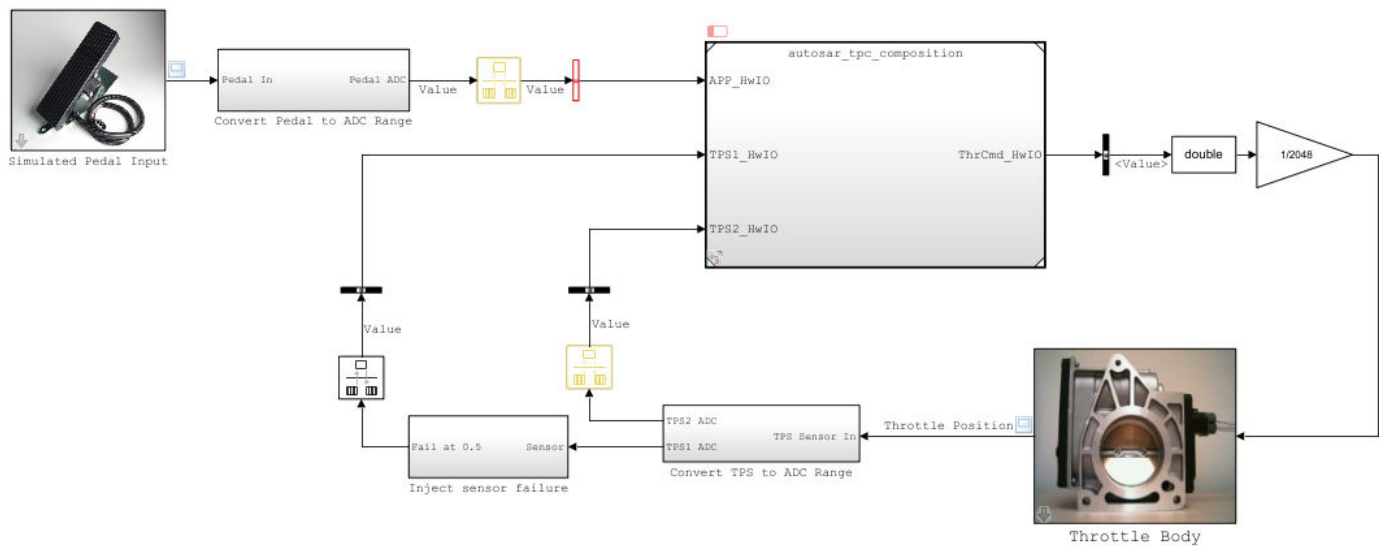 autosar_tpc_composition
Pedal In
Pedal ADC
Value
Value
APP_HwIO
Convert Pedal to ADC Range
Simulated Pedal Input
TPS1_HwIO
ThrCmd_HwIO
<Value>
double
1/2048
TPS2_HwIO
Value
Value
TPS2 ADC
TPS1 ADC
TPS Sensor In
Throttle Position
Fail at 0.5
Sensor
Convert TPS to ADC Range
Inject sensor failure
Throttle Body